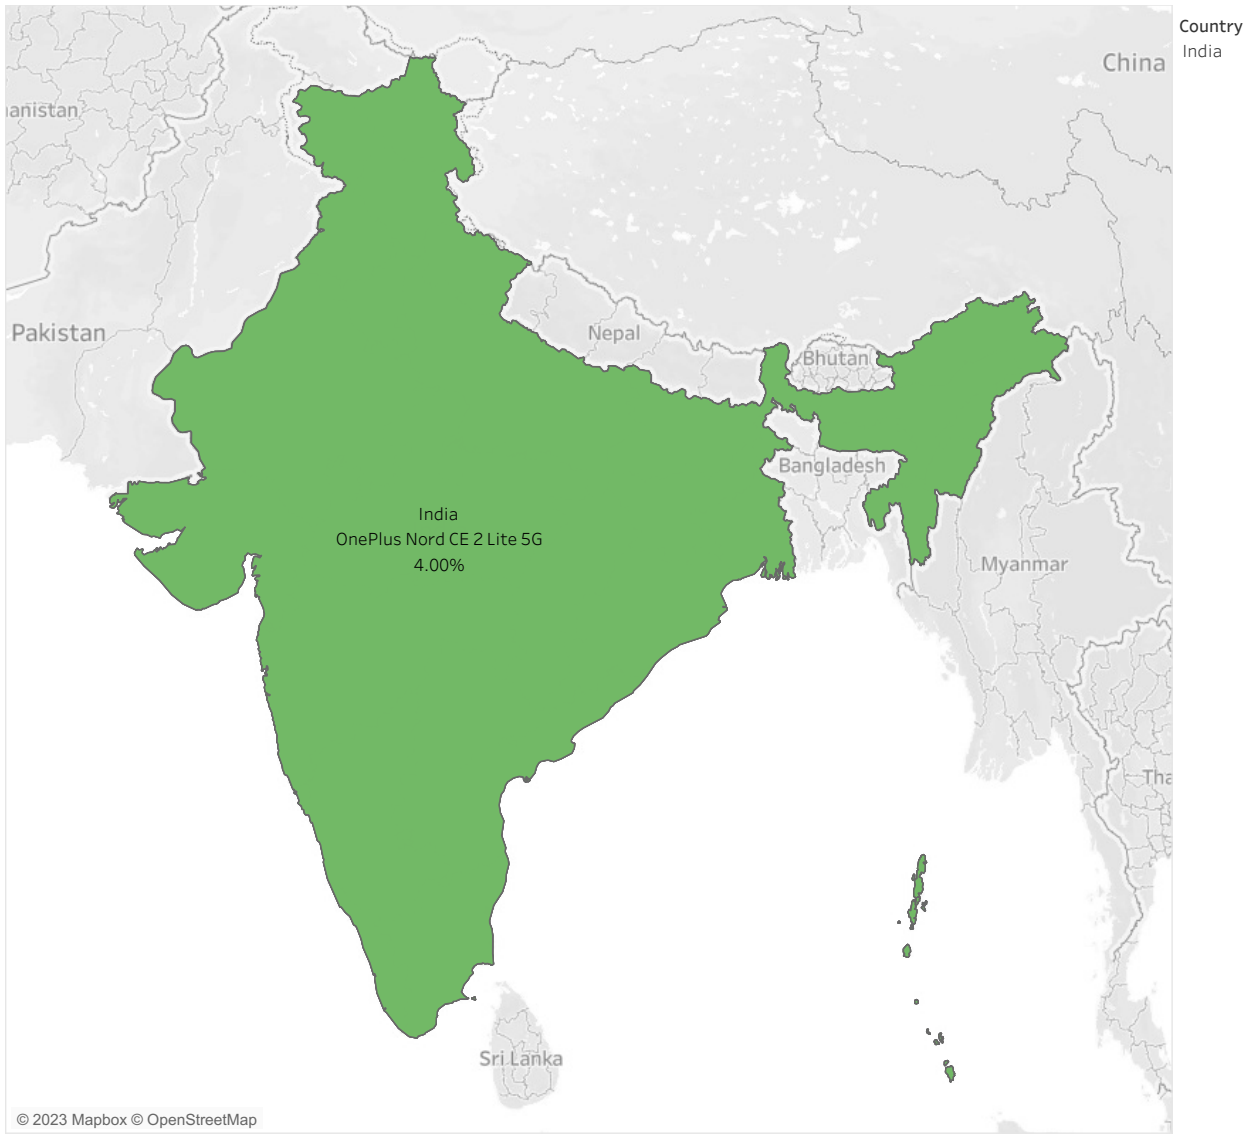 Country
India
China
anistan
Pakistan
Nepal
Bhutan
Bangladesh
India
OnePlus Nord CE 2 Lite 5G
4.00%
Myanmar
Tha
Sri Lanka
© 2023 Mapbox © OpenStreetMap